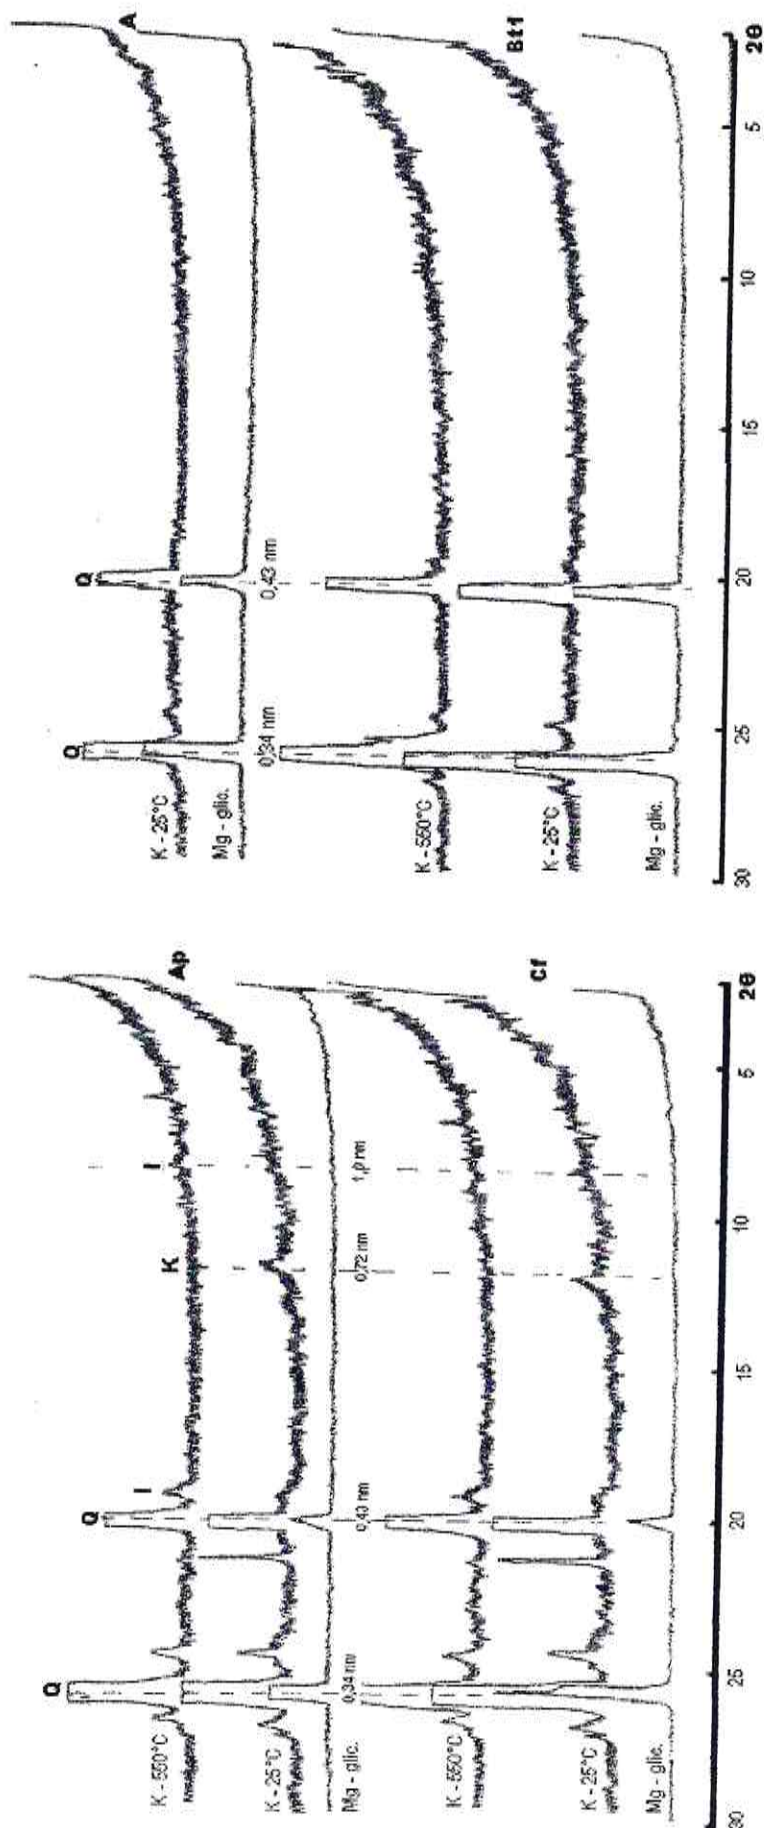 A
Q
Q
K - 25°C
Mg - glic.
0,43 nm
0,34 nm
Bt1
K - 550°C
K - 25°C
Mg - glic.
2θ
5
10
15
20
25
30
Ap
I
K
I
Q
Q
K - 550°C
K - 25°C
Mg - glic.
1,0 nm
0,72 nm
0,43 nm
0,34 nm
Cf
K - 550°C
K - 25°C
Mg - glic.
2θ
5
10
15
20
25
30